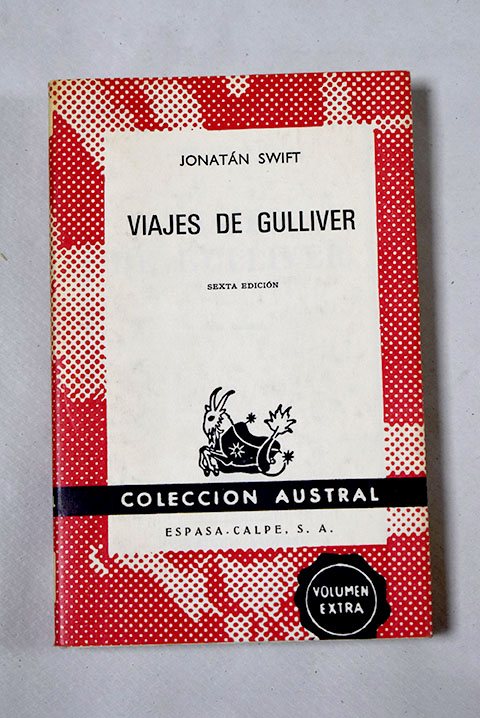 JONATÁN SWIFT
VIAJES DE GULLIVER
SEXTA EDICIÓN
COLECCION AUSTRAL
ESPASA-CALPE, S. A.
VOLUMEN
EXTRA